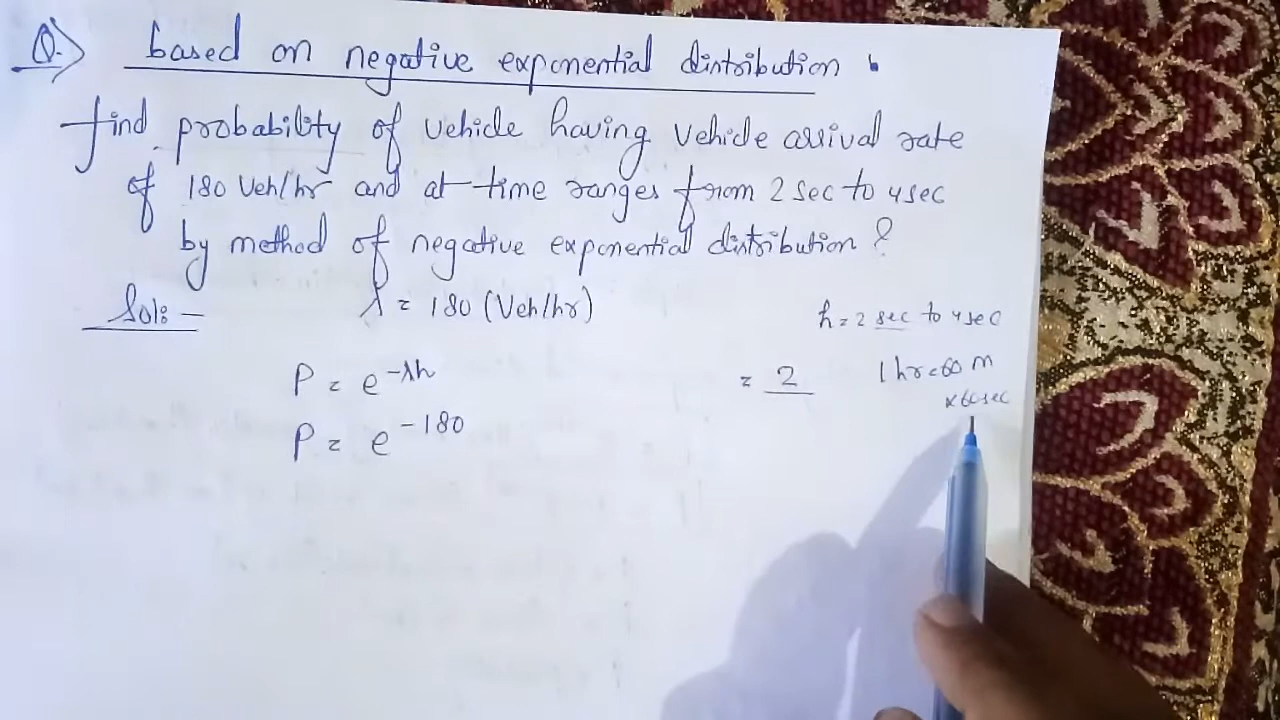 Q.) based on negative exponential distribution.
find probability of vehicle having vehicle arrival rate
of 180 Veh/hr and at time ranges from 2 sec to 4 sec
by method of negative exponential distribution ?
Sol: - λ = 180 (Veh/hr)
h = 2 sec to 4 sec
P = e^-λh
= 2
1 hr = 60 m
x 60 sec
P = e^-180